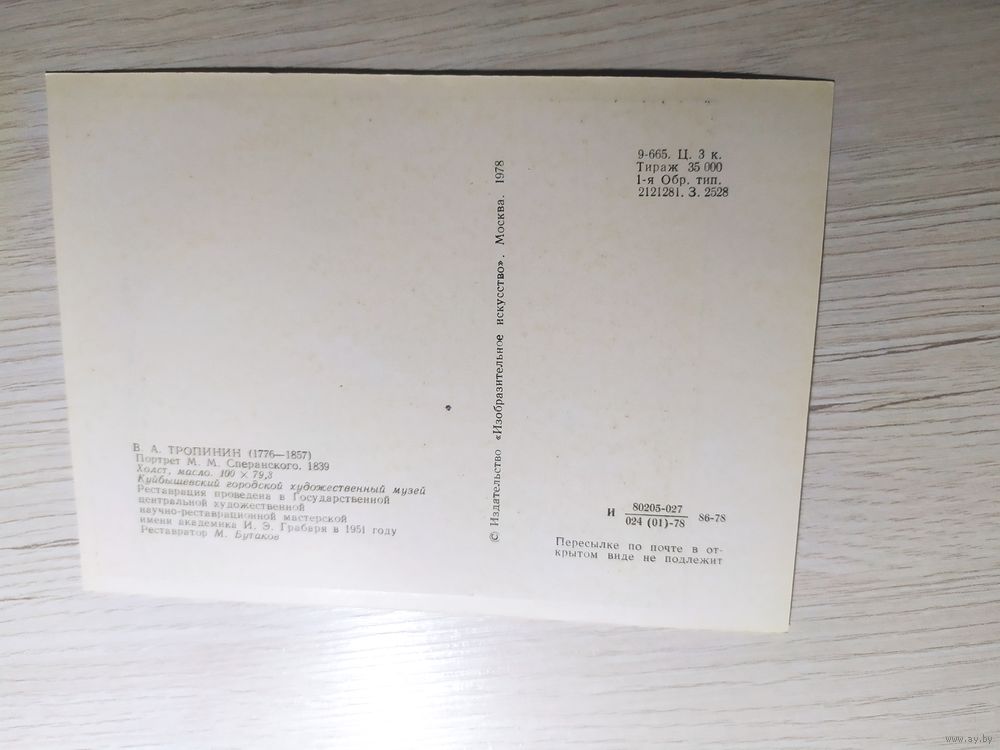 В. А. ТРОПИНИН (1776—1857)
Портрет М. М. Сперанского. 1839
Холст, масло. 100 × 79,3
Куйбышевский городской художественный музей
Реставрация проведена в Государственной
центральной художественной
научно-реставрационной мастерской
имени академика И. Э. Грабаря в 1951 году
Реставратор М. Бутаков
© Издательство «Изобразительное искусство». Москва. 1978
9-665. Ц. 3 к.
Тираж 35 000
1-я Обр. тип.
2121281. З. 2528
И 80205-027 86-78
024 (01)-78
Пересылке по почте в от-
крытом виде не подлежит
www.ay.by